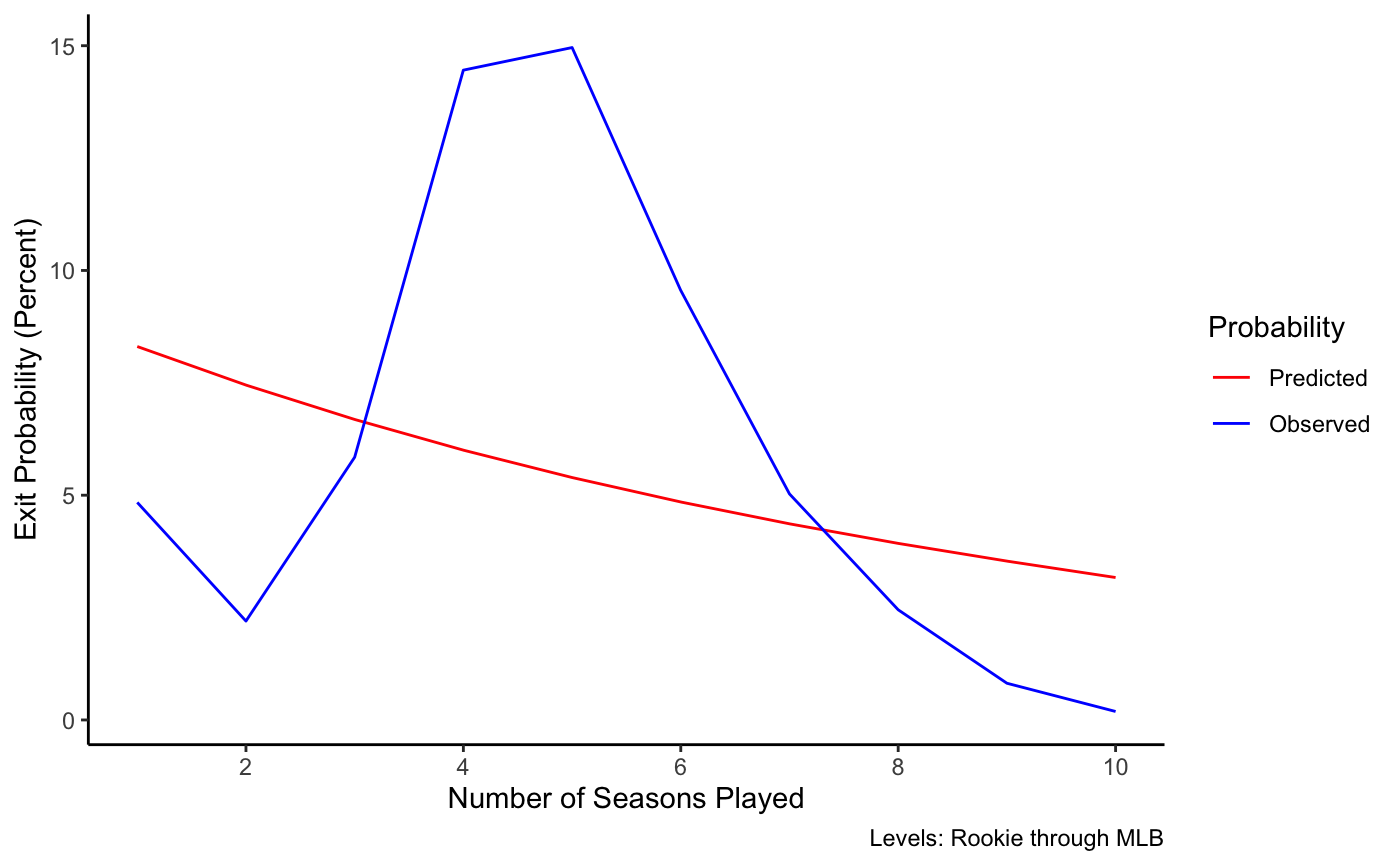 Exit Probability (Percent)
15
10
5
0
2 4 6 8 10
Number of Seasons Played
Levels: Rookie through MLB
Probability
Predicted
Observed